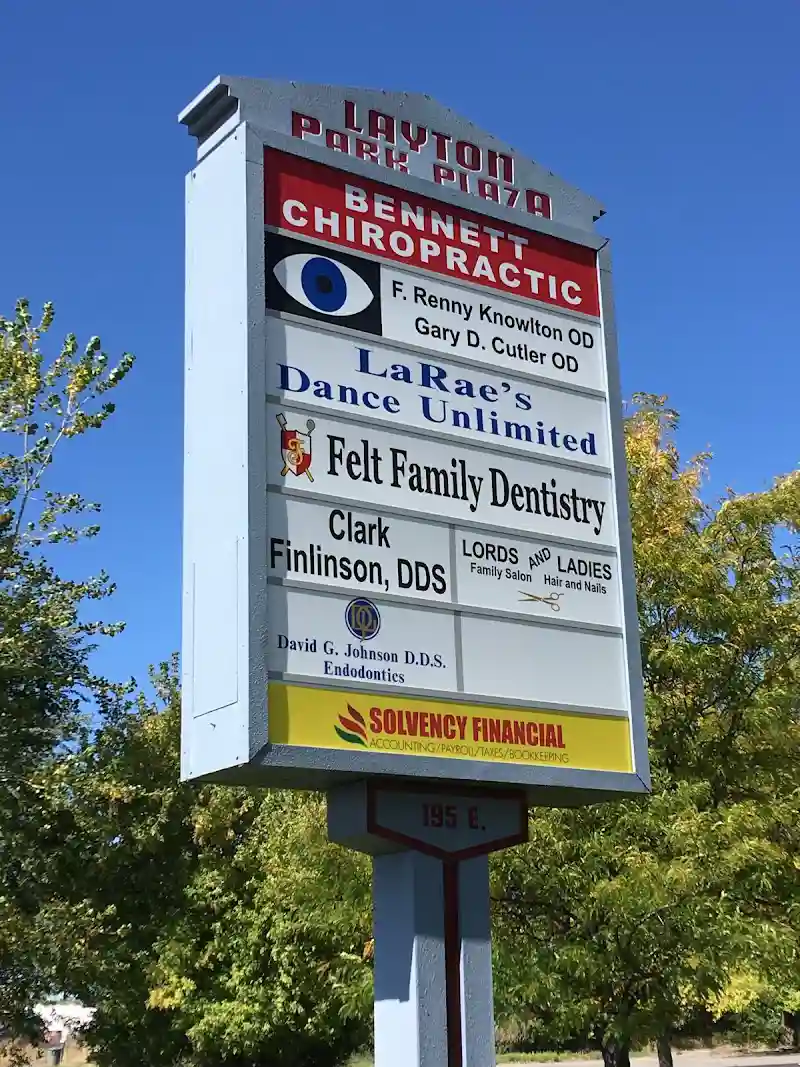 LAYTON
PARK PLAZA
BENNETT
CHIROPRACTIC
F. Renny Knowlton OD
Gary D. Cutler OD
LaRae's
Dance Unlimited
Felt Family Dentistry
Clark
Finlinson, DDS
LORDS AND LADIES
Family Salon Hair and Nails
David G. Johnson D.D.S.
Endodontics
SOLVENCY FINANCIAL
ACCOUNTING/PAYROLL/TAXES/BOOKKEEPING
195 E.